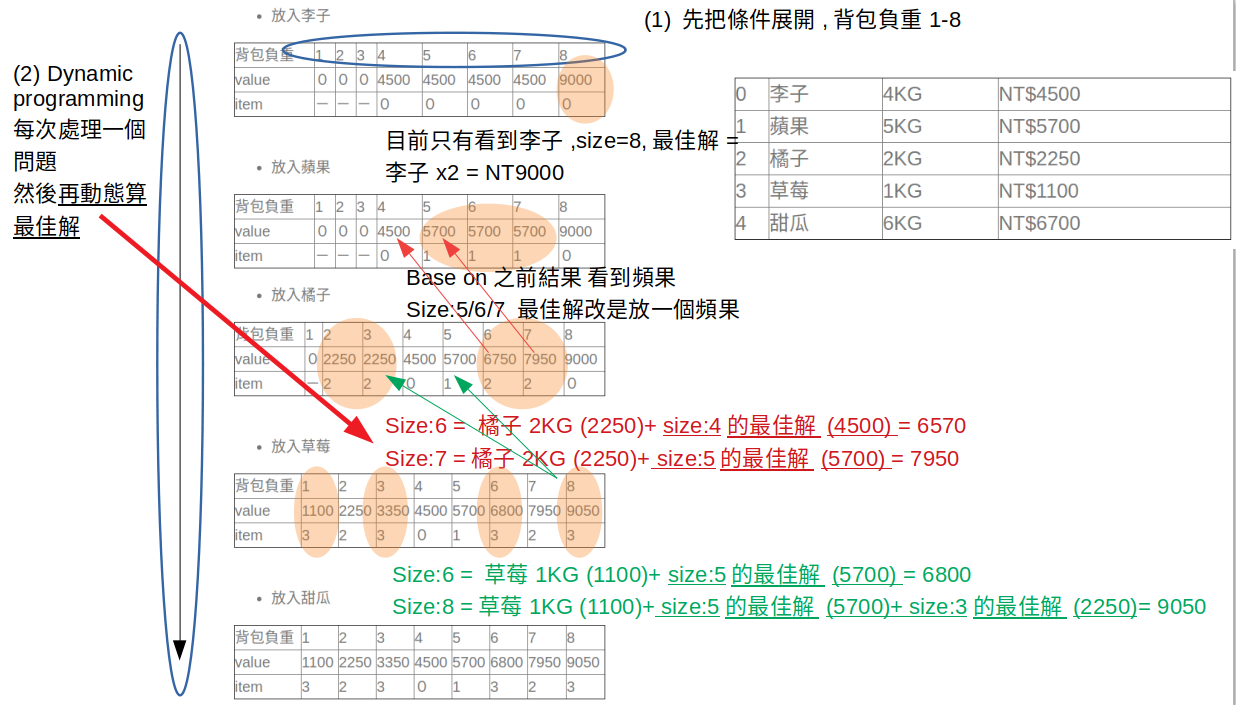 (1) 先把條件展開 , 背包負重 1-8
(2) Dynamic
programming
每次處理一個
問題
然後再動態算
最佳解
0 李子 4KG NT$4500
1 蘋果 5KG NT$5700
2 橘子 2KG NT$2250
3 草莓 1KG NT$1100
4 甜瓜 6KG NT$6700
• 放入李子
背包負重 1 2 3 4 5 6 7 8
value 0 0 0 4500 4500 4500 4500 9000
item — — — 0 0 0 0 0
目前只有看到李子 ,size=8, 最佳解 =
李子 x2 = NT9000
• 放入蘋果
背包負重 1 2 3 4 5 6 7 8
value 0 0 0 4500 5700 5700 5700 9000
item — — — 0 1 1 1 0
Base on 之前結果 看到頻果
Size:5/6/7 最佳解改是放一個頻果
• 放入橘子
背包負重 1 2 3 4 5 6 7 8
value 0 2250 2250 4500 5700 6750 7950 9000
item — 2 2 0 1 2 2 0
Size:6 = 橘子 2KG (2250)+ size:4 的最佳解 (4500) = 6570
Size:7 = 橘子 2KG (2250)+ size:5 的最佳解 (5700) = 7950
• 放入草莓
背包負重 1 2 3 4 5 6 7 8
value 1100 2250 3350 4500 5700 6800 7950 9050
item 3 2 3 0 1 3 2 3
Size:6 = 草莓 1KG (1100)+ size:5 的最佳解 (5700) = 6800
Size:8 = 草莓 1KG (1100)+ size:5 的最佳解 (5700)+ size:3 的最佳解 (2250)= 9050
• 放入甜瓜
背包負重 1 2 3 4 5 6 7 8
value 1100 2250 3350 4500 5700 6800 7950 9050
item 3 2 3 0 1 3 2 3